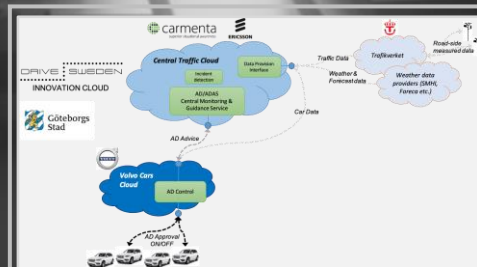 carmenta
ERICSSON
DRIVE SWEDEN
INNOVATION CLOUD
Göteborgs
Stad
Central Traffic Cloud
Incident
detection
Data Provision
Interface
AD/ADAS
Central Monitoring &
Guidance Service
Trafikverket
Road-side
measured data
Traffic Data
Weather &
Forecast data
Weather data
providers (SMHI,
Foreca etc.)
Car Data
AD Advice
VOLVO
Volvo Cars
Cloud
AD Control
AD Approval
ON/OFF